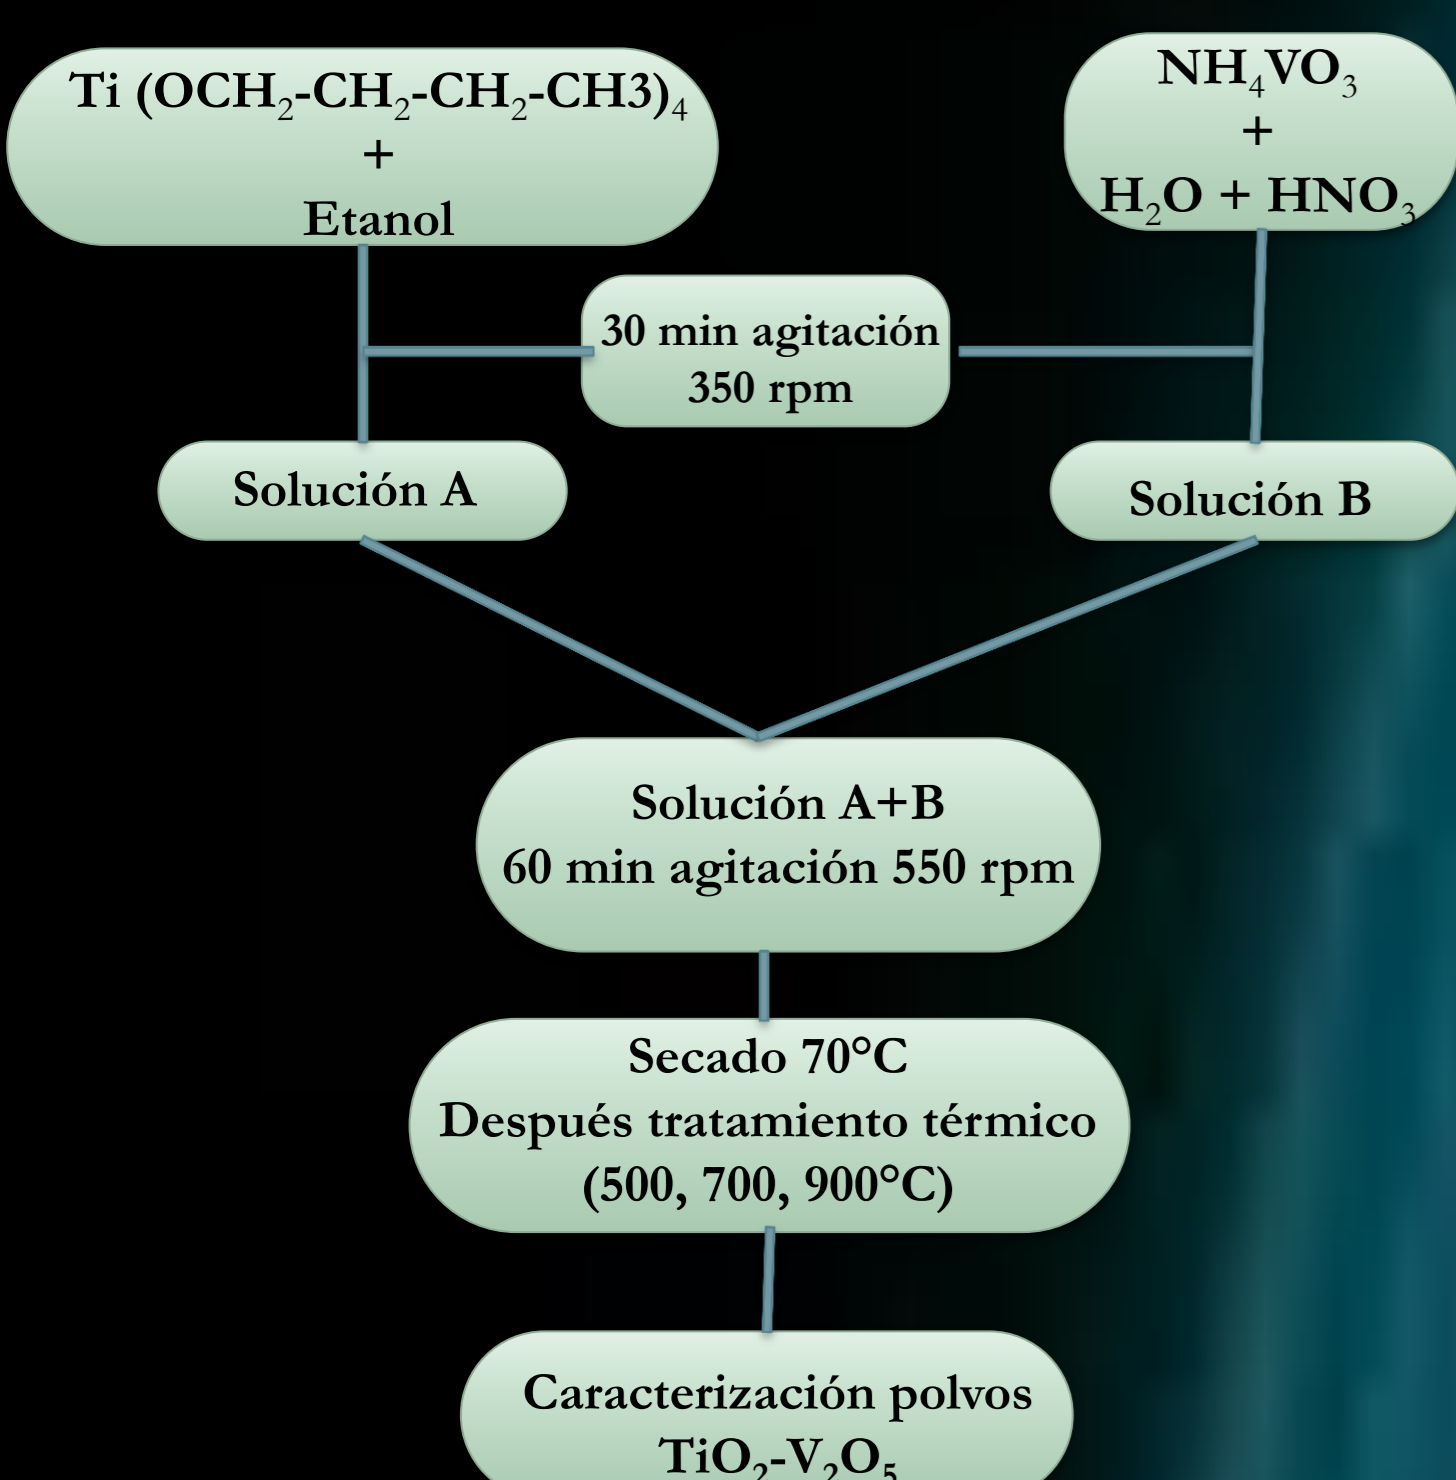 Ti (OCH₂-CH₂-CH₂-CH3)₄
+
Etanol
NH₄VO₃
+
H₂O + HNO₃
30 min agitación
350 rpm
Solución A
Solución B
Solución A+B
60 min agitación 550 rpm
Secado 70°C
Después tratamiento térmico
(500, 700, 900°C)
Caracterización polvos
TiO₂-V₂O₅